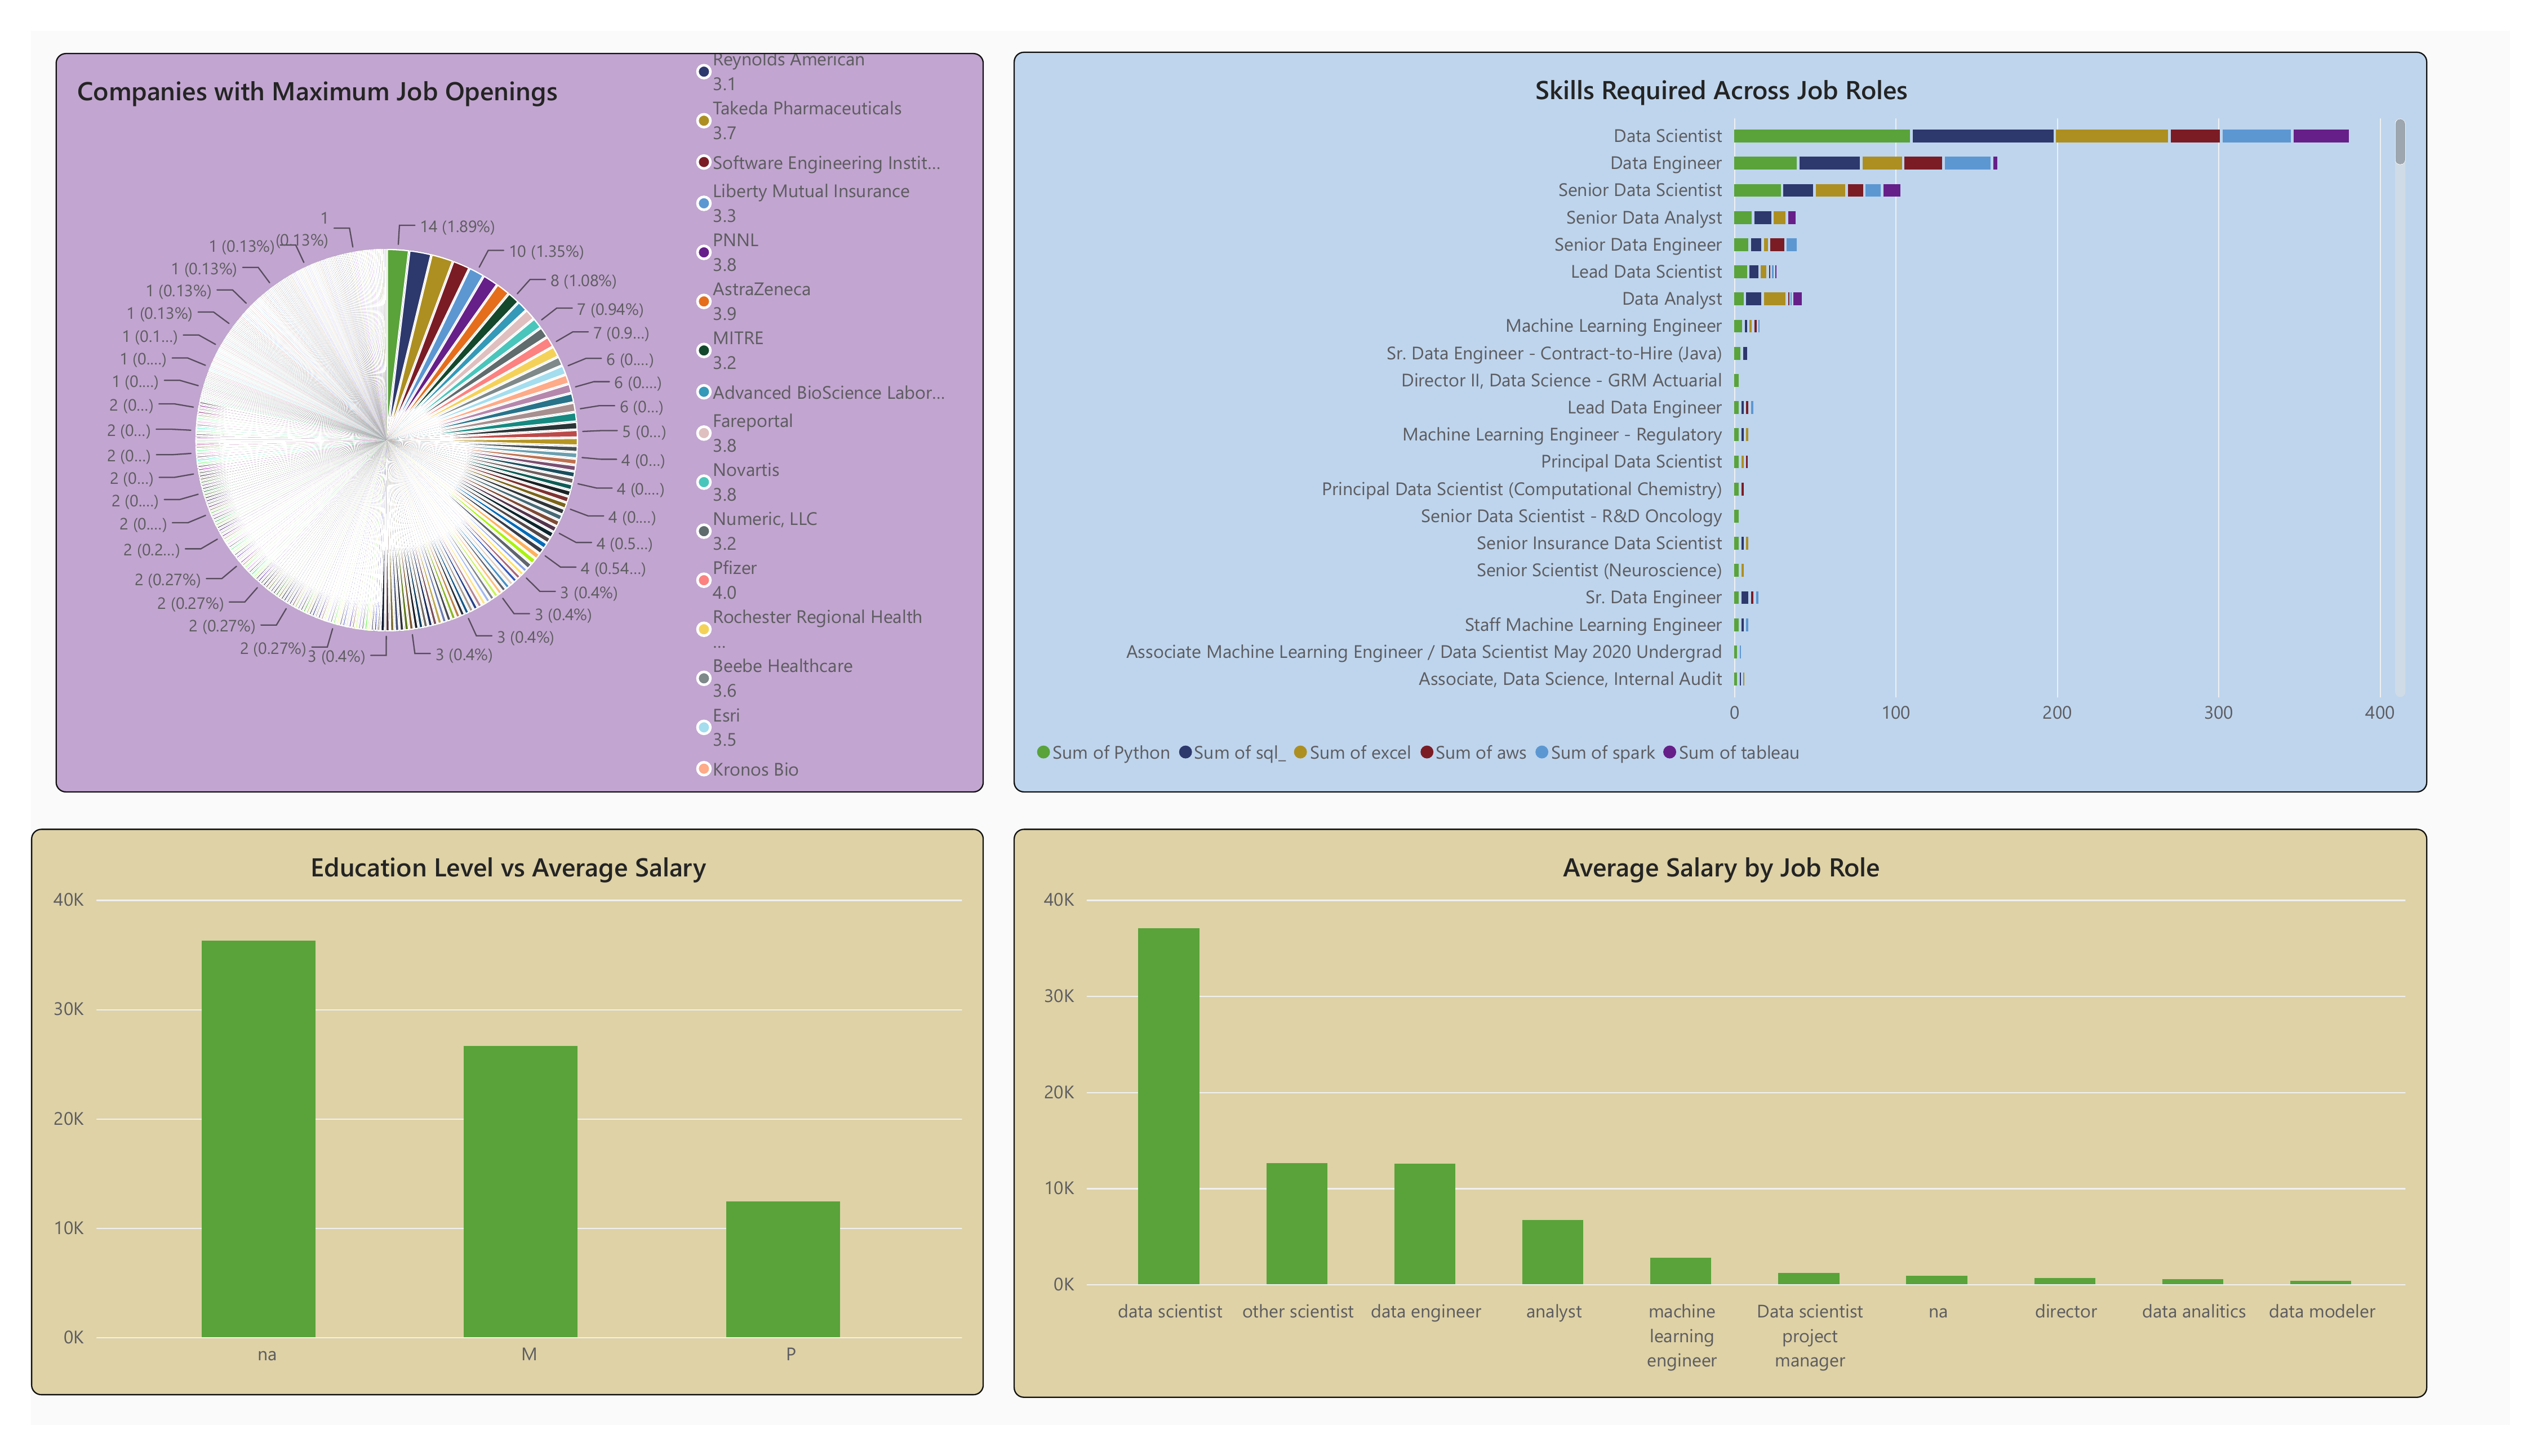 Companies with Maximum Job Openings
14 (1.89%)
10 (1.35%)
8 (1.08%)
7 (0.94%)
7 (0.9...)
6 (0....)
6 (0....)
6 (0...)
5 (0...)
4 (0...)
4 (0....)
4 (0....)
4 (0.5...)
4 (0.54...)
3 (0.4%)
3 (0.4%)
3 (0.4%)
3 (0.4%)
3 (0.4%)
2 (0.27%)
2 (0.27%)
2 (0.27%)
2 (0.27%)
2 (0.2...)
2 (0....)
2 (0....)
2 (0...)
2 (0...)
2 (0...)
2 (0...)
1 (0....)
1 (0....)
1 (0.1...)
1 (0.13%)
1 (0.13%)
1 (0.13%)
1 (0.13%)
1
(0.13%)
Reynolds American
3.1
Takeda Pharmaceuticals
3.7
Software Engineering Instit...
Liberty Mutual Insurance
3.3
PNNL
3.8
AstraZeneca
3.9
MITRE
3.2
Advanced BioScience Labor...
Fareportal
3.8
Novartis
3.8
Numeric, LLC
3.2
Pfizer
4.0
Rochester Regional Health
...
Beebe Healthcare
3.6
Esri
3.5
Kronos Bio
Skills Required Across Job Roles
Data Scientist
Data Engineer
Senior Data Scientist
Senior Data Analyst
Senior Data Engineer
Lead Data Scientist
Data Analyst
Machine Learning Engineer
Sr. Data Engineer - Contract-to-Hire (Java)
Director II, Data Science - GRM Actuarial
Lead Data Engineer
Machine Learning Engineer - Regulatory
Principal Data Scientist
Principal Data Scientist (Computational Chemistry)
Senior Data Scientist - R&D Oncology
Senior Insurance Data Scientist
Senior Scientist (Neuroscience)
Sr. Data Engineer
Staff Machine Learning Engineer
Associate Machine Learning Engineer / Data Scientist May 2020 Undergrad
Associate, Data Science, Internal Audit
0 100 200 300 400
Sum of Python Sum of sql_ Sum of excel Sum of aws Sum of spark Sum of tableau
Education Level vs Average Salary
40K
30K
20K
10K
0K
na M P
Average Salary by Job Role
40K
30K
20K
10K
0K
data scientist other scientist data engineer analyst machine Data scientist na director data analitics data modeler
learning project
engineer manager